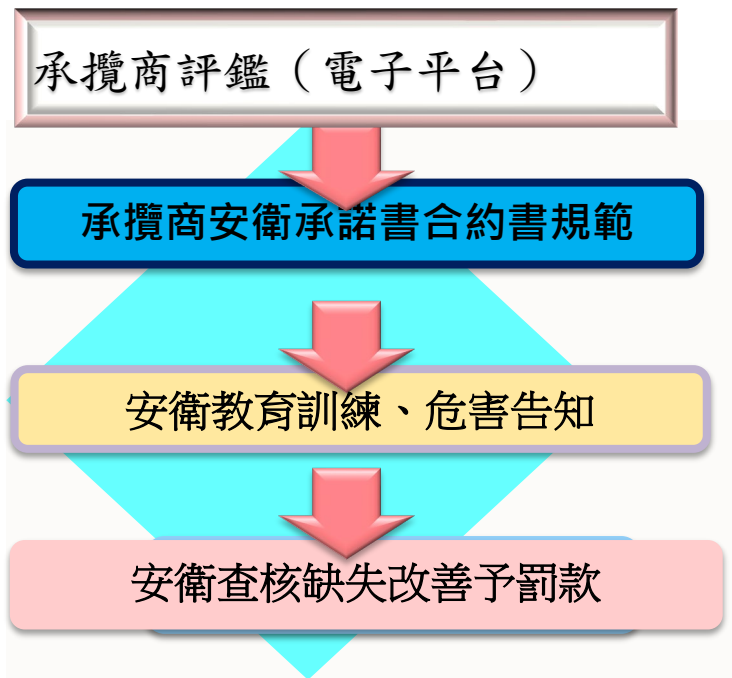 承攬商評鑑（電子平台）
承攬商安衛承諾書合約書規範
安衛教育訓練、危害告知
安衛查核缺失改善予罰款